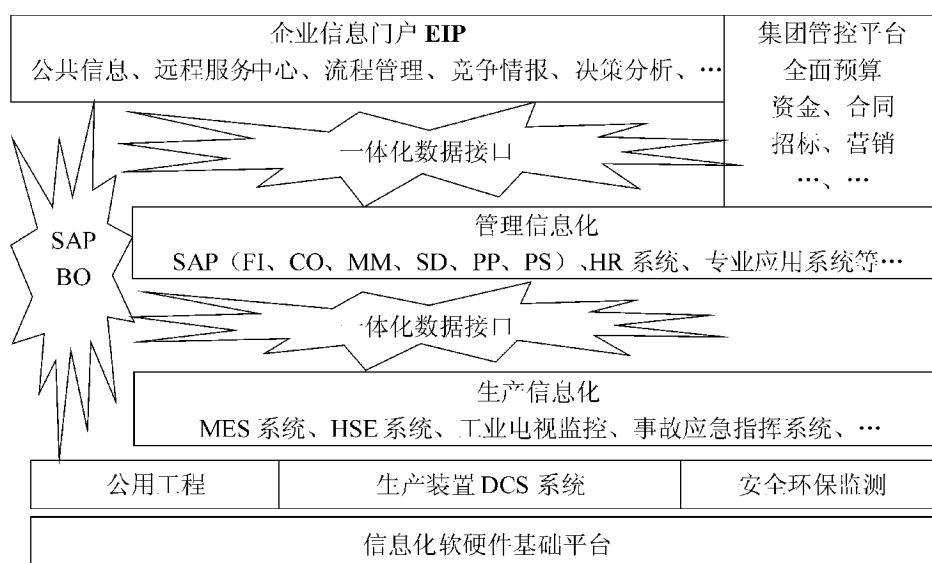 企业信息门户 EIP
公共信息、远程服务中心、流程管理、竞争情报、决策分析、…
集团管控平台
全面预算
资金、合同
招标、营销
…、…
一体化数据接口
SAP
BO
管理信息化
SAP（FI、CO、MM、SD、PP、PS）、HR 系统、专业应用系统等…
一体化数据接口
生产信息化
MES 系统、HSE 系统、工业电视监控、事故应急指挥系统、…
公用工程
生产装置 DCS 系统
安全环保监测
信息化软硬件基础平台